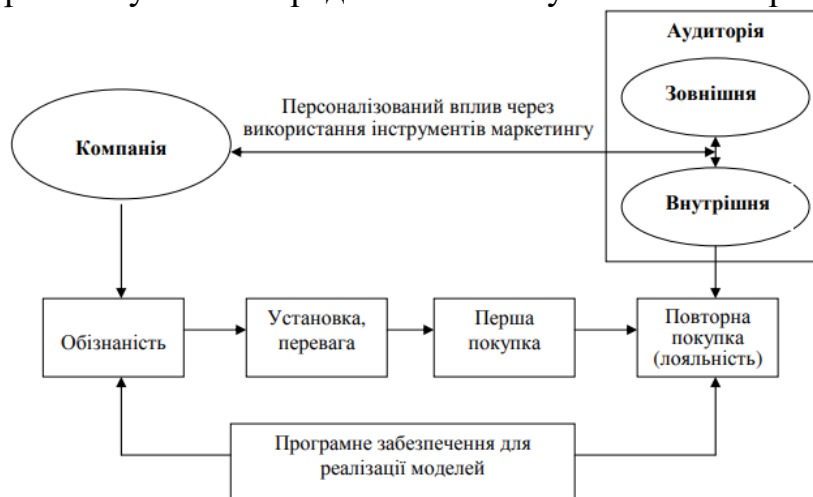 Аудиторія
Зовнішня
Персоналізований вплив через
використання інструментів маркетингу
Компанія
Внутрішня
Обізнаність
Установка,
перевага
Перша
покупка
Повторна
покупка
(лояльність)
Програмне забезпечення для
реалізації моделей